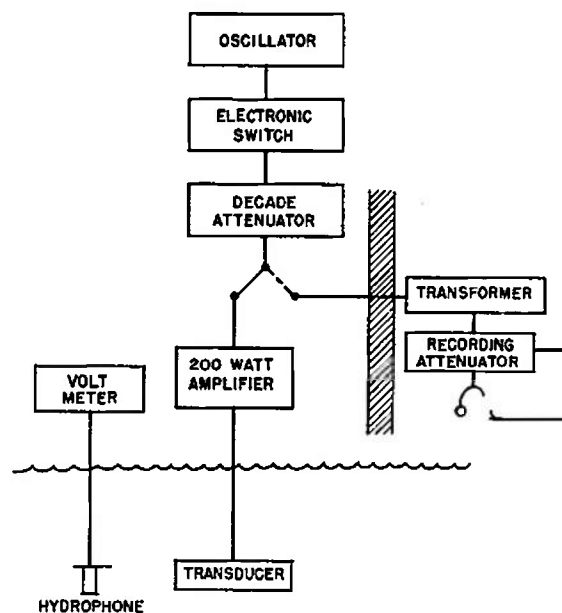 OSCILLATOR
ELECTRONIC
SWITCH
DECADE
ATTENUATOR
TRANSFORMER
RECORDING
ATTENUATOR
200 WATT
AMPLIFIER
VOLT
METER
TRANSDUCER
HYDROPHONE